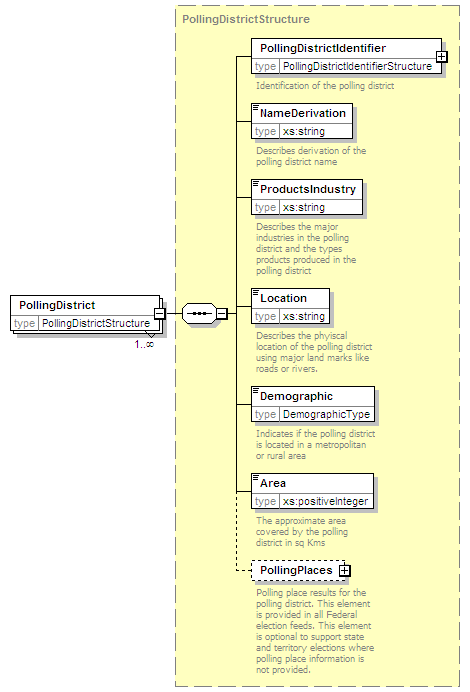 PollingDistrictStructure
PollingDistrictIdentifier
type PollingDistrictIdentifierStructure
Identification of the polling district
NameDerivation
type xs:string
Describes derivation of the
polling district name
ProductsIndustry
type xs:string
Describes the major
industries in the polling
district and the types
products produced in the
polling district
PollingDistrict
type PollingDistrictStructure
1..∞
Location
type xs:string
Describes the phyiscal
location of the polling district
using major land marks like
roads or rivers.
Demographic
type DemographicType
Indicates if the polling district
is located in a metropolitan
or rural area
Area
type xs:positiveInteger
The approximate area
covered by the polling
district in sq Kms
PollingPlaces
Polling place results for the
polling district. This element
is provided in all Federal
election feeds. This element
is optional to support state
and territory elections where
polling place information is
not provided.